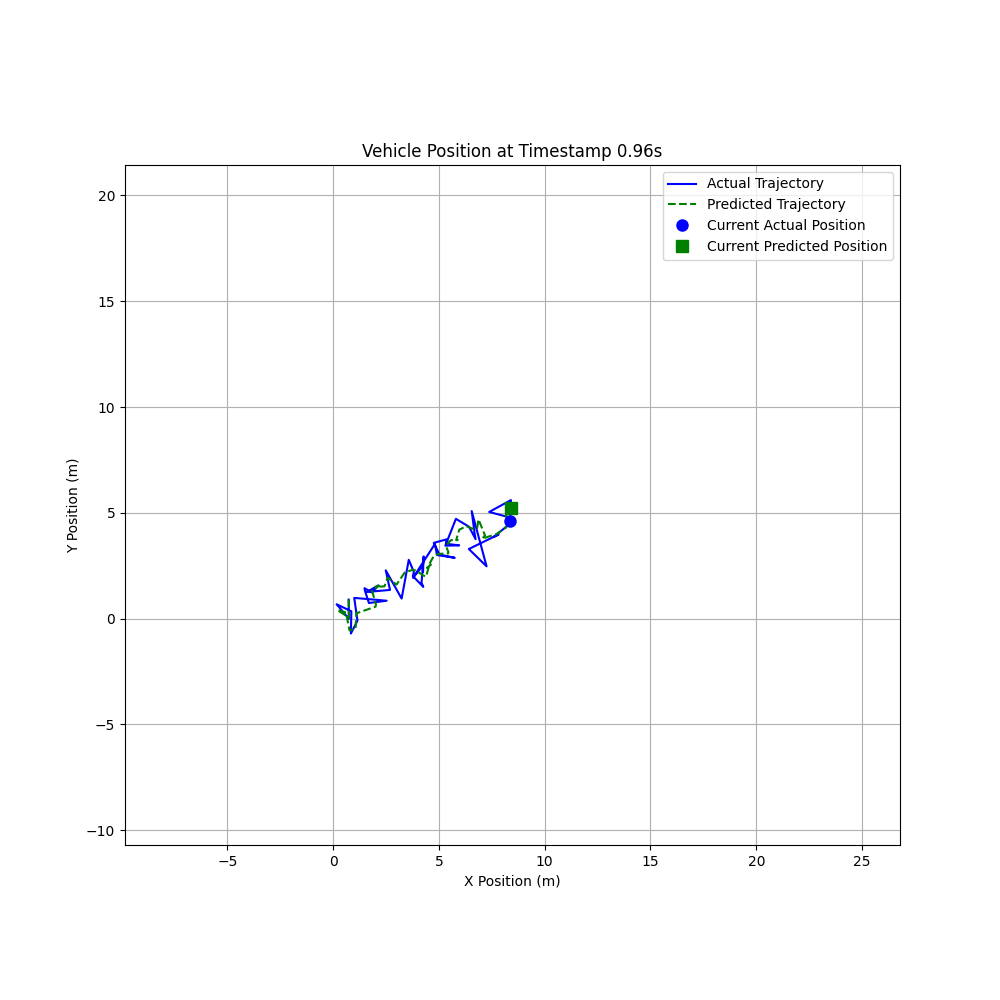 Vehicle Position at Timestamp 0.96s
Actual Trajectory
Predicted Trajectory
Current Actual Position
Current Predicted Position
20
15
10
5
0
−5
−10
Y Position (m)
−5 0 5 10 15 20 25
X Position (m)